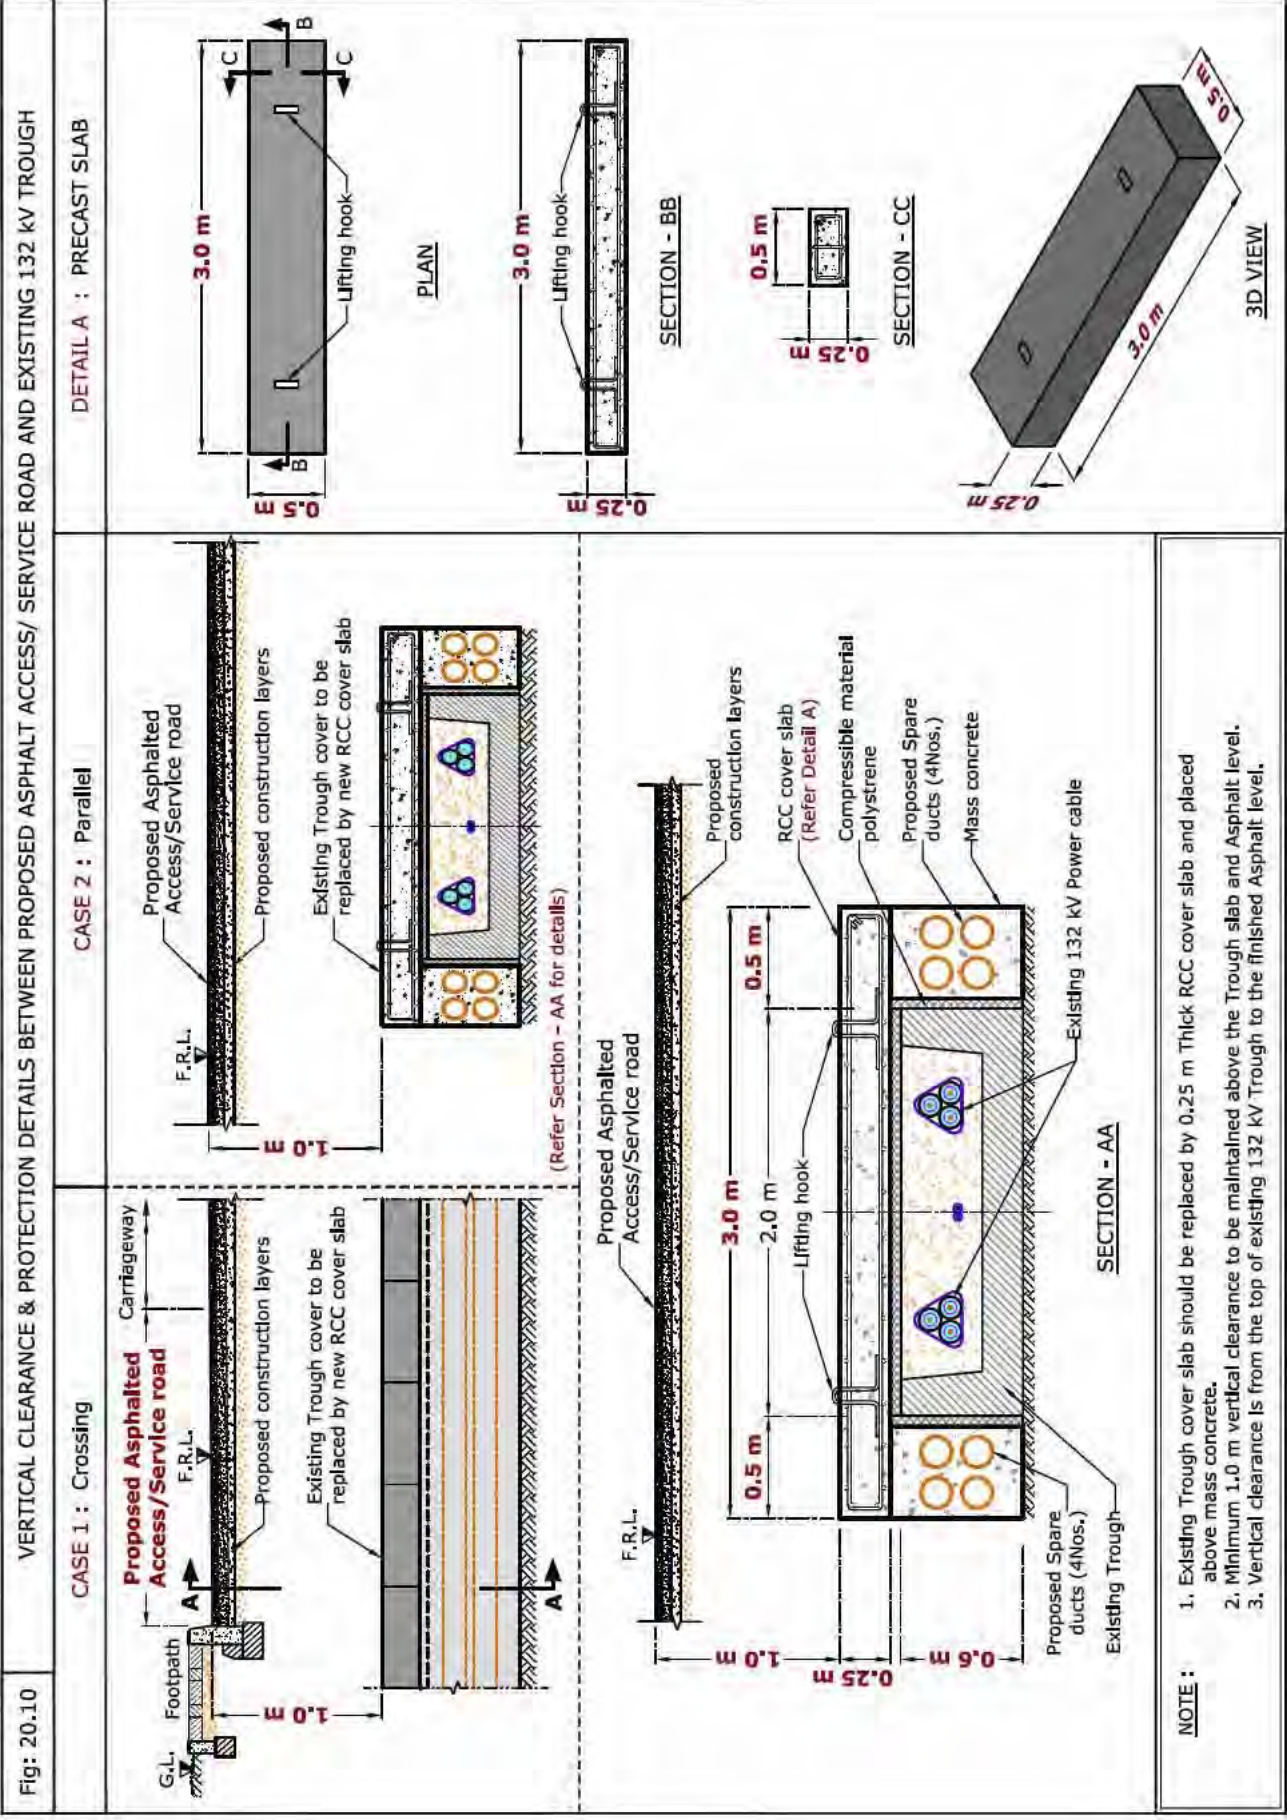 Fig: 20.10
VERTICAL CLEARANCE & PROTECTION DETAILS BETWEEN PROPOSED ASPHALT ACCESS/ SERVICE ROAD AND EXISTING 132 kV TROUGH
CASE 1 : Crossing
CASE 2 : Parallel
DETAIL A : PRECAST SLAB
G.L.
Footpath
A
Proposed Asphalted
Access/Service road
Carriageway
F.R.L.
Proposed construction layers
1.0 m
Existing Trough cover to be
replaced by new RCC cover slab
A
Proposed Asphalted
Access/Service road
F.R.L.
Proposed construction layers
1.0 m
Existing Trough cover to be
replaced by new RCC cover slab
(Refer Section - AA for details)
F.R.L.
Proposed Asphalted
Access/Service road
Proposed
construction layers
1.0 m
3.0 m
0.5 m
2.0 m
0.5 m
Lifting hook
RCC cover slab
(Refer Detail A)
0.25 m
Compressible material
polystrene
0.6 m
Proposed Spare
ducts (4Nos.)
Mass concrete
Proposed Spare
ducts (4Nos.)
Existing Trough
Existing 132 kV Power cable
SECTION - AA
3.0 m
0.5 m
B
B
C
C
Lifting hook
PLAN
3.0 m
Lifting hook
0.25 m
SECTION - BB
0.5 m
0.25 m
SECTION - CC
0.25 m
3.0 m
0.5 m
3D VIEW
NOTE :
1. Existing Trough cover slab should be replaced by 0.25 m Thick RCC cover slab and placed
above mass concrete.
2. Minimum 1.0 m vertical clearance to be maintained above the Trough slab and Asphalt level.
3. Vertical clearance is from the top of existing 132 kV Trough to the finished Asphalt level.